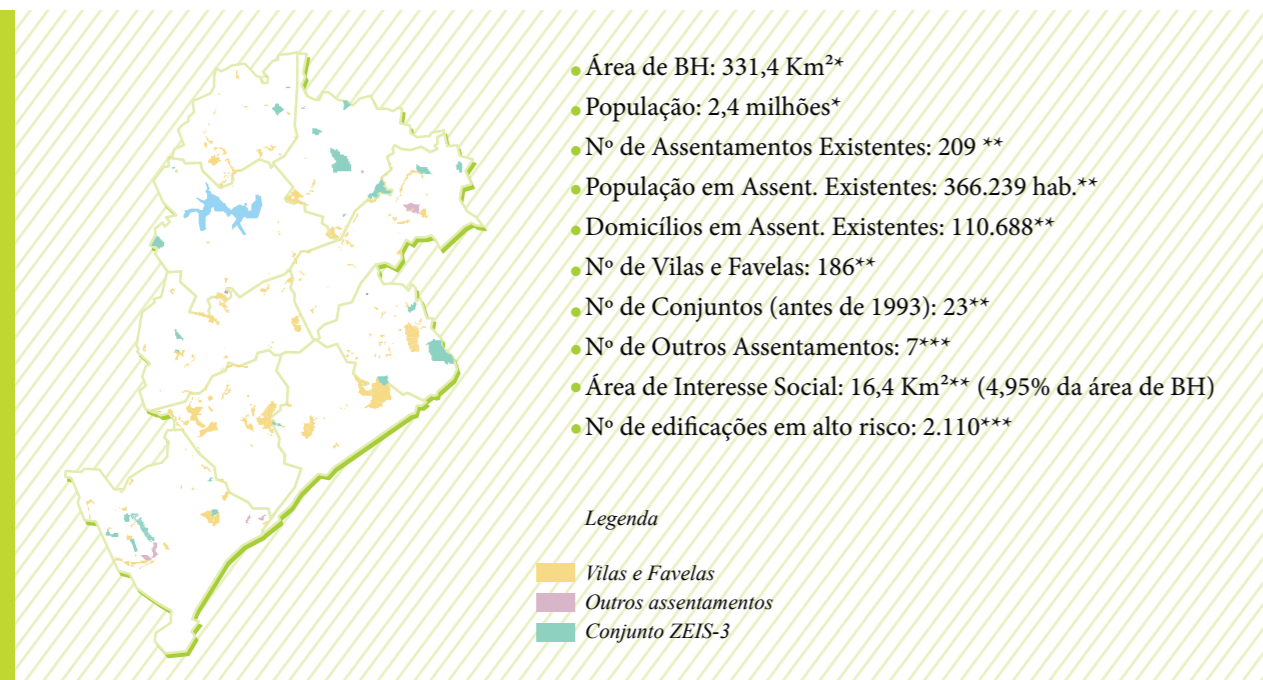 Área de BH: 331,4 Km²*
População: 2,4 milhões*
Nº de Assentamentos Existentes: 209 **
População em Assent. Existentes: 366.239 hab.**
Domicílios em Assent. Existentes: 110.688**
Nº de Vilas e Favelas: 186**
Nº de Conjuntos (antes de 1993): 23**
Nº de Outros Assentamentos: 7***
Área de Interesse Social: 16,4 Km²** (4,95% da área de BH)
Nº de edificações em alto risco: 2.110***
Legenda
Vilas e Favelas
Outros assentamentos
Conjunto ZEIS-3